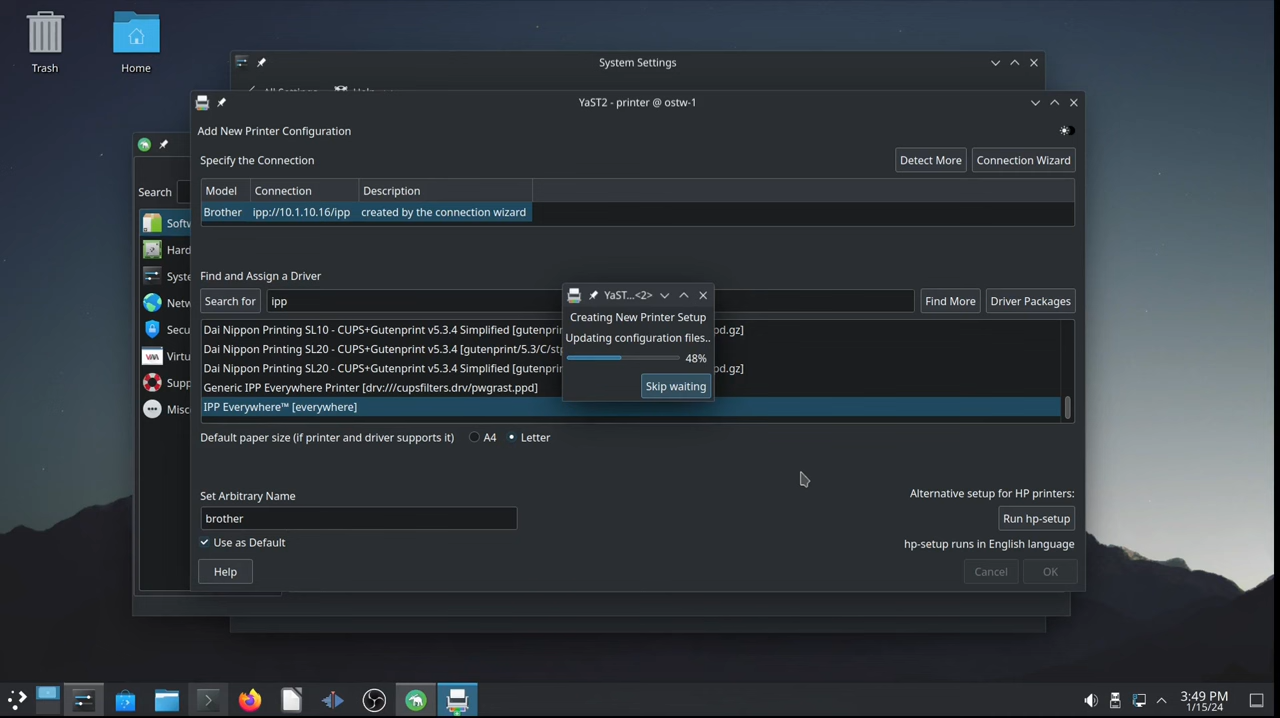 Trash
Home
System Settings
All Settings Help
YaST2 - printer @ ostw-1
Add New Printer Configuration
Specify the Connection
Detect More
Connection Wizard
Model Connection Description
Brother ipp://10.1.10.16/ipp created by the connection wizard
Search
Softw
Hard
Syste
Netw
Secu
Virtu
Supp
Misc
Find and Assign a Driver
Search for
ipp
Find More
Driver Packages
Dai Nippon Printing SL10 - CUPS+Gutenprint v5.3.4 Simplified [gutenprin pd.gz]
Dai Nippon Printing SL20 - CUPS+Gutenprint v5.3.4 [gutenprint/5.3/C/stp
Dai Nippon Printing SL20 - CUPS+Gutenprint v5.3.4 Simplified [gutenprin pd.gz]
Generic IPP Everywhere Printer [drv:///cupsfilters.drv/pwgrast.ppd]
IPP Everywhere™ [everywhere]
YaST...<2>
Creating New Printer Setup
Updating configuration files..
48%
Skip waiting
Default paper size (if printer and driver supports it) A4 Letter
Set Arbitrary Name
brother
Use as Default
Alternative setup for HP printers:
Run hp-setup
hp-setup runs in English language
Help
Cancel
OK
3:49 PM
1/15/24